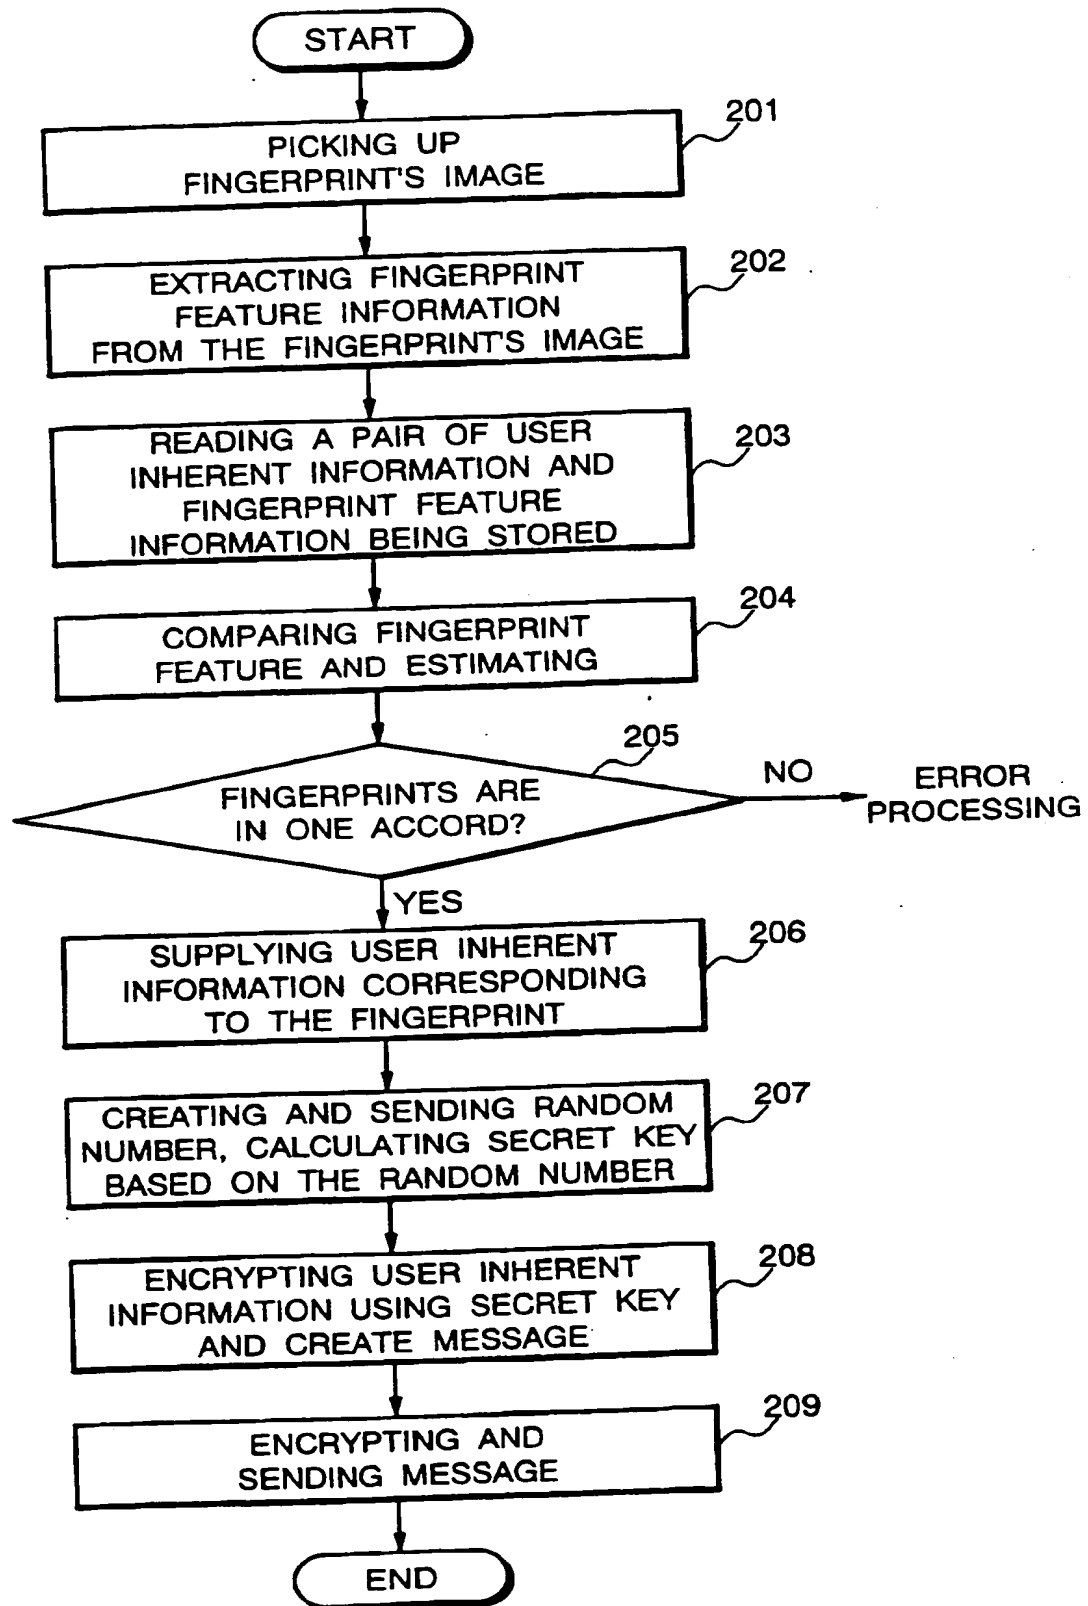 START
201
PICKING UP
FINGERPRINT'S IMAGE
202
EXTRACTING FINGERPRINT
FEATURE INFORMATION
FROM THE FINGERPRINT'S IMAGE
203
READING A PAIR OF USER
INHERENT INFORMATION AND
FINGERPRINT FEATURE
INFORMATION BEING STORED
204
COMPARING FINGERPRINT
FEATURE AND ESTIMATING
205
FINGERPRINTS ARE
IN ONE ACCORD?
NO
ERROR
PROCESSING
YES
206
SUPPLYING USER INHERENT
INFORMATION CORRESPONDING
TO THE FINGERPRINT
207
CREATING AND SENDING RANDOM
NUMBER, CALCULATING SECRET KEY
BASED ON THE RANDOM NUMBER
208
ENCRYPTING USER INHERENT
INFORMATION USING SECRET KEY
AND CREATE MESSAGE
209
ENCRYPTING AND
SENDING MESSAGE
END